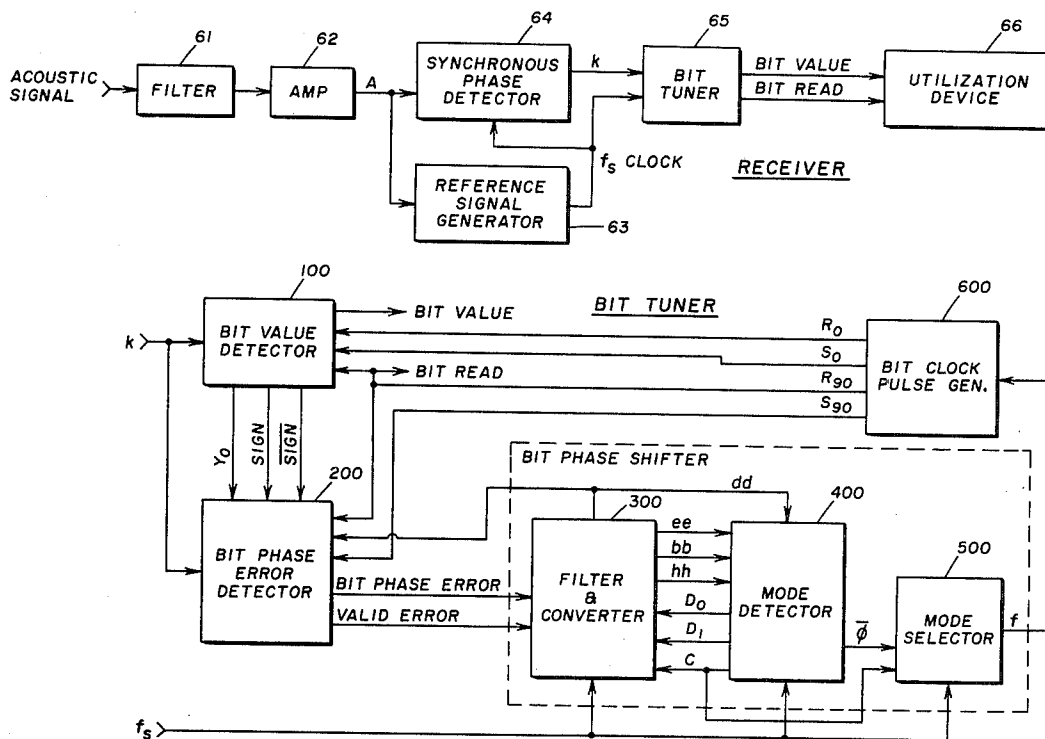 61
62
64
65
66
ACOUSTIC SIGNAL
FILTER
AMP
A
SYNCHRONOUS PHASE DETECTOR
k
BIT TUNER
BIT VALUE
BIT READ
UTILIZATION DEVICE
fs CLOCK
RECEIVER
REFERENCE SIGNAL GENERATOR
63
100
BIT TUNER
600
k
BIT VALUE DETECTOR
BIT VALUE
R0
S0
BIT READ
R90
S90
BIT CLOCK PULSE GEN.
Y0
SIGN
S̅I̅G̅N̅
200
BIT PHASE SHIFTER
dd
300
400
500
BIT PHASE ERROR DETECTOR
BIT PHASE ERROR
VALID ERROR
FILTER & CONVERTER
ee
bb
hh
D0
D1
C
MODE DETECTOR
ϕ̅
MODE SELECTOR
f
fs